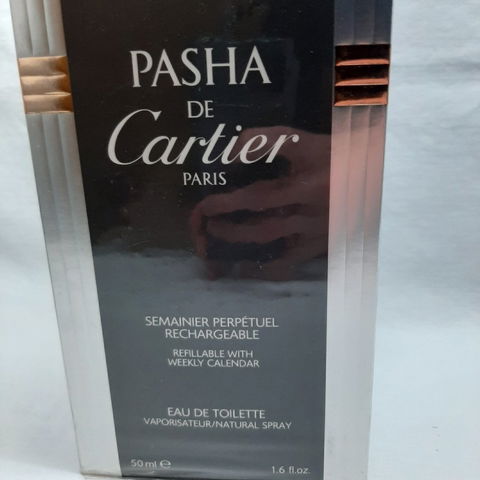 PASHA
DE
Cartier
PARIS
SEMAINIER PERPÉTUEL
RECHARGEABLE
REFILLABLE WITH
WEEKLY CALENDAR
EAU DE TOILETTE
VAPORISATEUR/NATURAL SPRAY
50 ml ℮ 1.6 fl.oz.